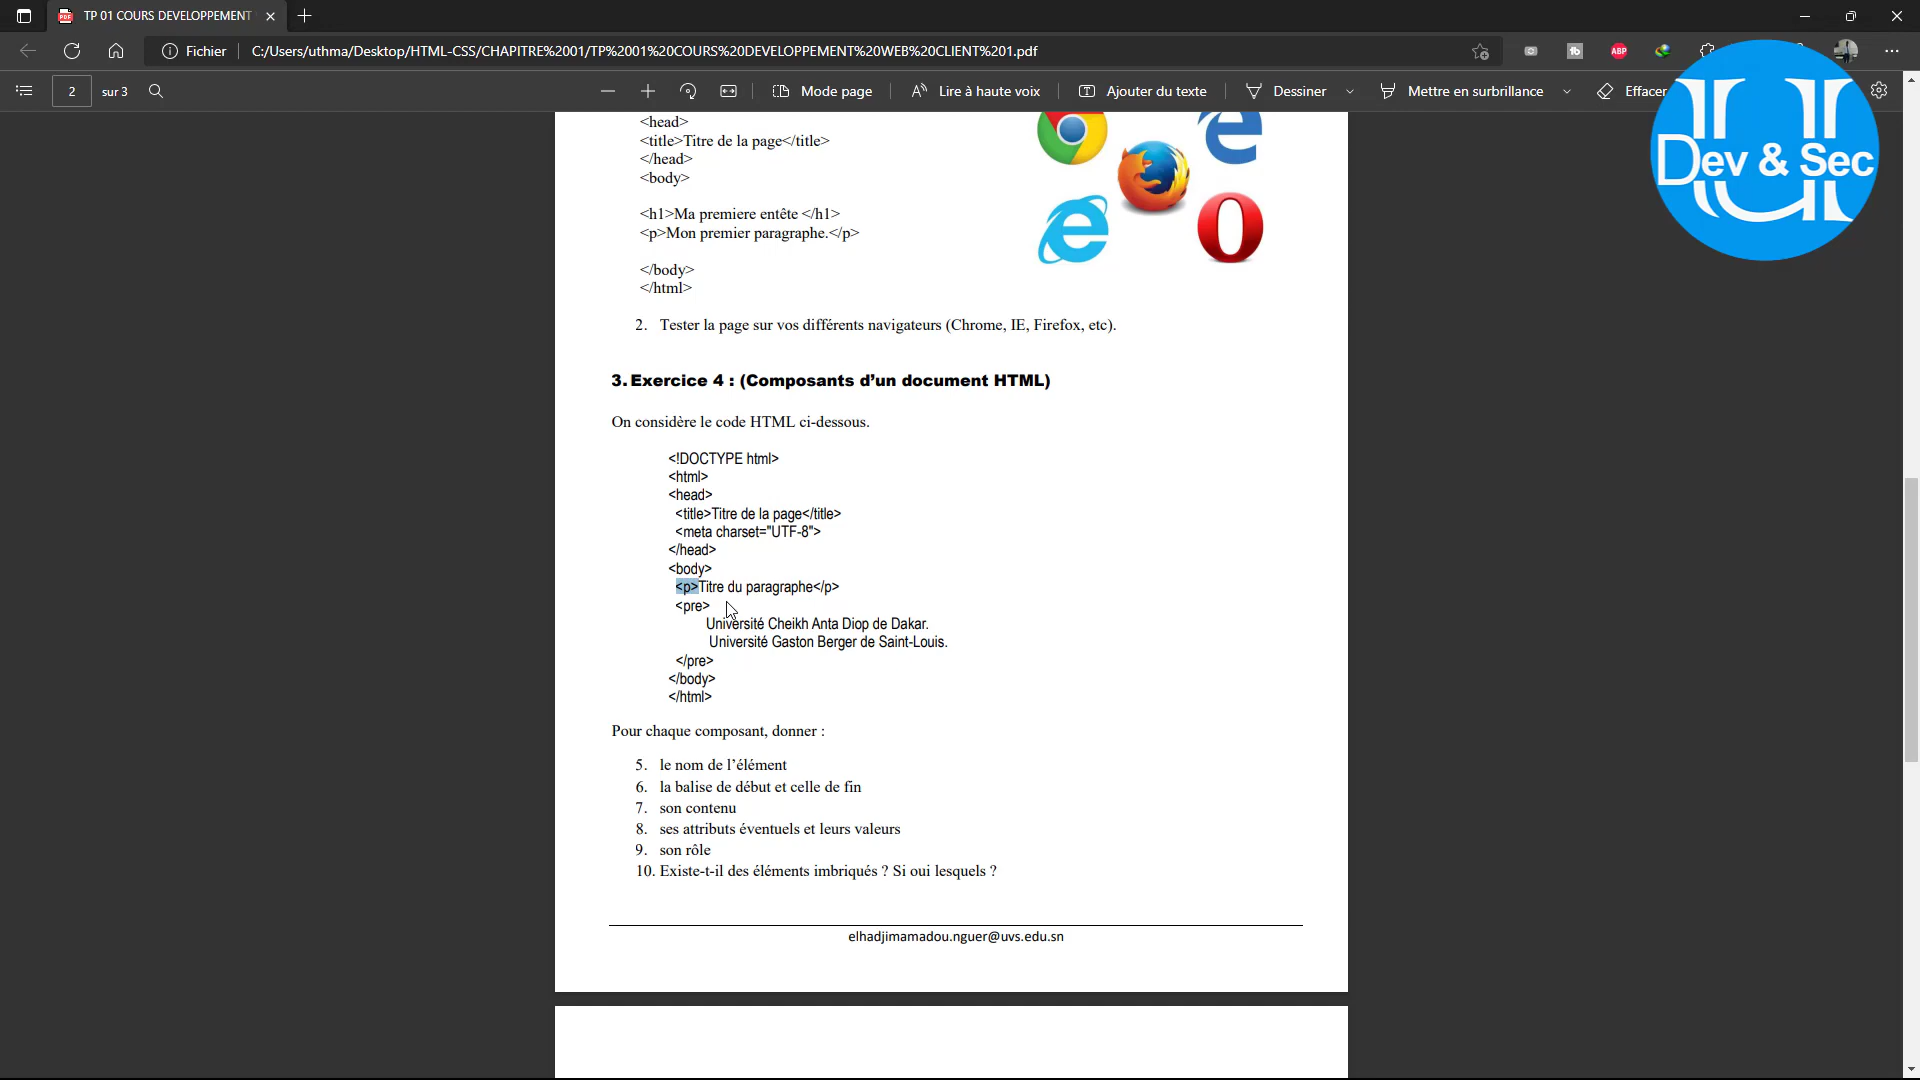 TP 01 COURS DEVELOPPEMENT
Fichier
C:/Users/uthma/Desktop/HTML-CSS/CHAPITRE%2001/TP%2001%20COURS%20DEVELOPPEMENT%20WEB%20CLIENT%201.pdf
2 sur 3
Mode page
Lire à haute voix
Ajouter du texte
Dessiner
Mettre en surbrillance
Effacer
Dev & Sec
ABP
<head>
<title>Titre de la page</title>
</head>
<body>
<h1>Ma premiere entête </h1>
<p>Mon premier paragraphe.</p>
</body>
</html>
2. Tester la page sur vos différents navigateurs (Chrome, IE, Firefox, etc).
3. Exercice 4 : (Composants d’un document HTML)
On considère le code HTML ci-dessous.
<!DOCTYPE html>
<html>
<head>
<title>Titre de la page</title>
<meta charset="UTF-8">
</head>
<body>
<p>Titre du paragraphe</p>
<pre>
Université Cheikh Anta Diop de Dakar.
Université Gaston Berger de Saint-Louis.
</pre>
</body>
</html>
Pour chaque composant, donner :
5. le nom de l’élément
6. la balise de début et celle de fin
7. son contenu
8. ses attributs éventuels et leurs valeurs
9. son rôle
10. Existe-t-il des éléments imbriqués ? Si oui lesquels ?
elhadjimamadou.nguer@uvs.edu.sn